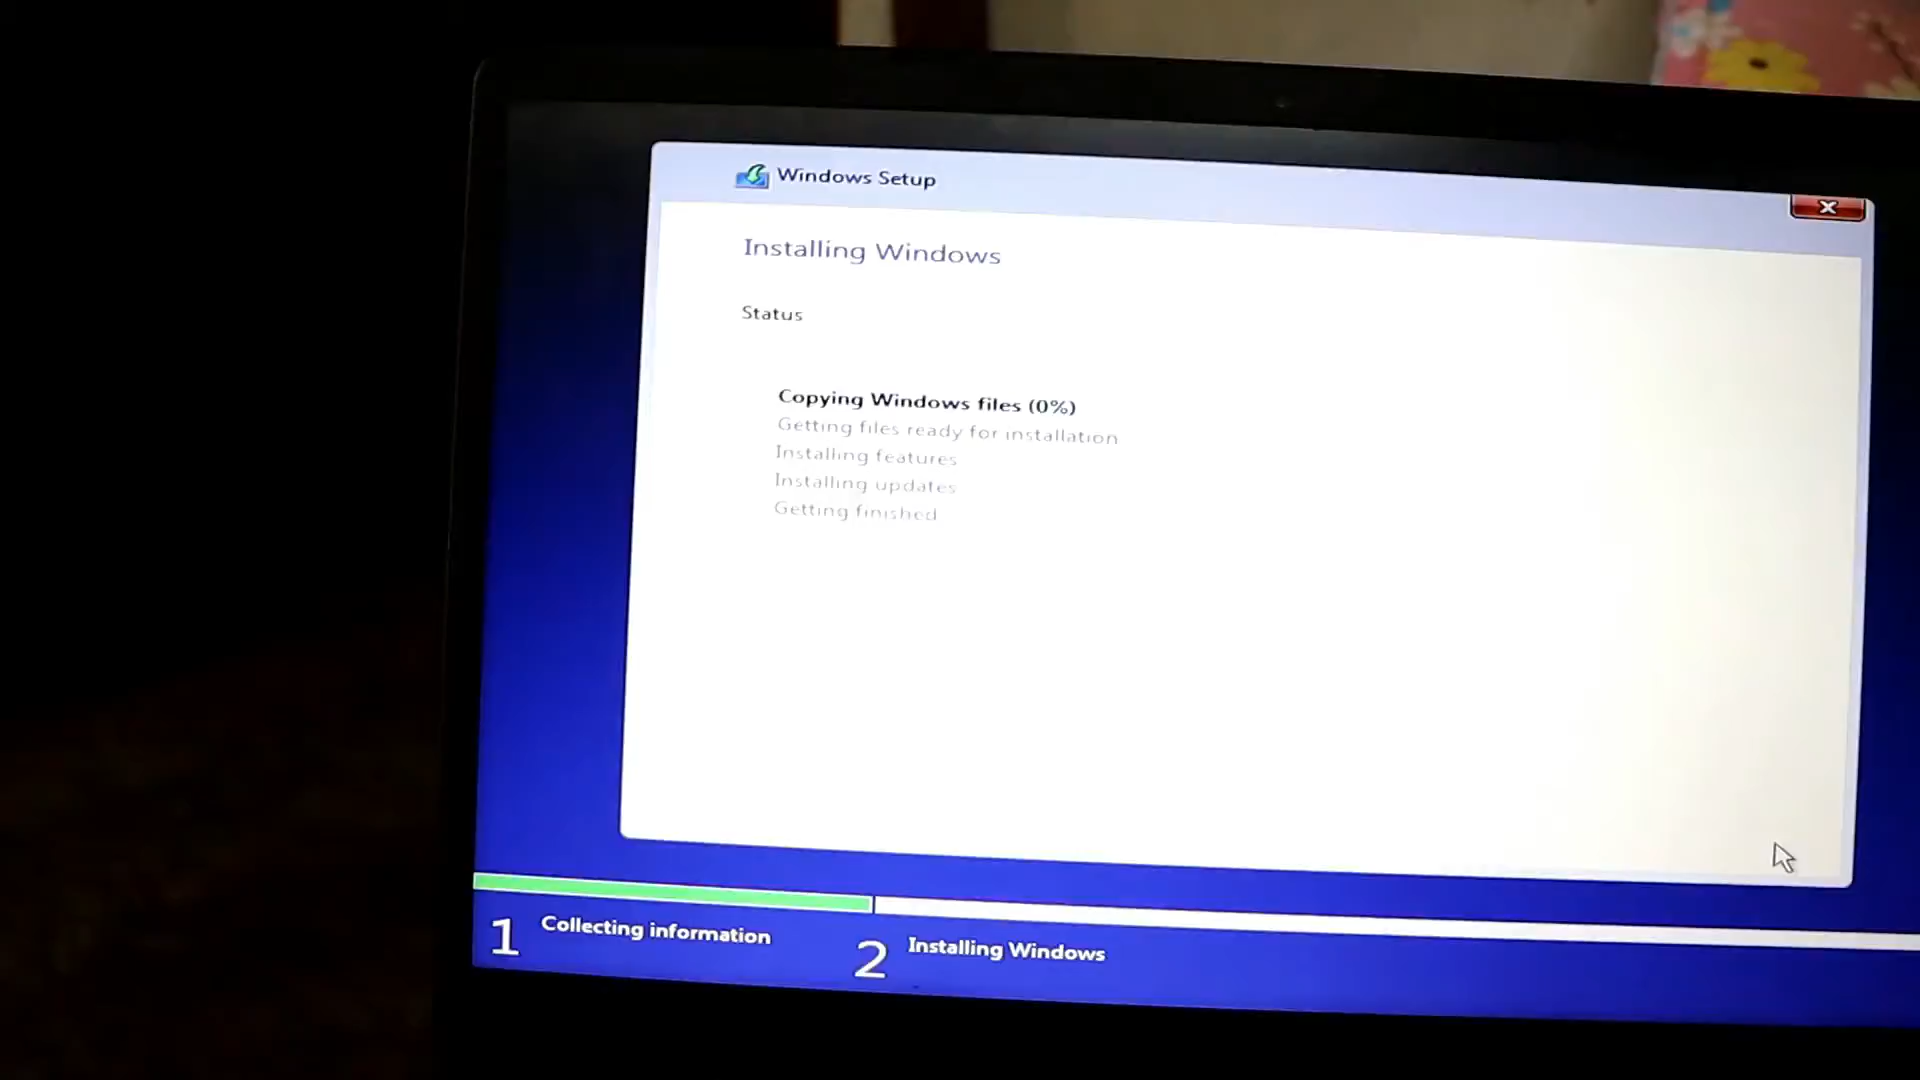 Windows Setup
Installing Windows
Status
Copying Windows files (0%)
Getting files ready for installation
Installing features
Installing updates
Getting finished
1 Collecting information
2 Installing Windows